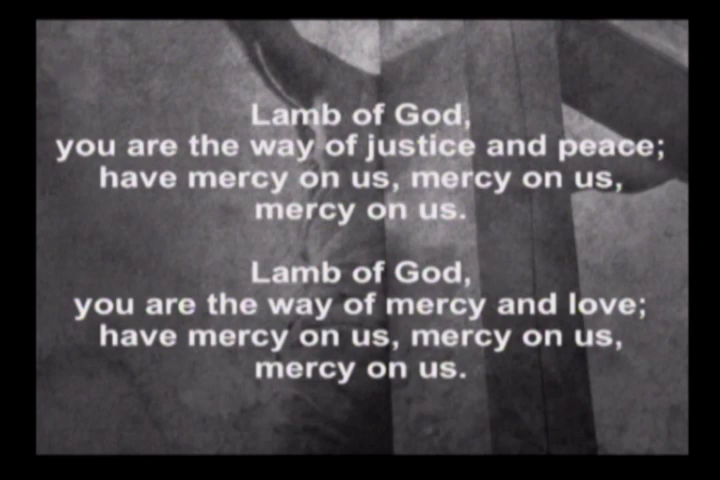 Lamb of God,
you are the way of justice and peace;
have mercy on us, mercy on us,
mercy on us.
Lamb of God,
you are the way of mercy and love;
have mercy on us, mercy on us,
mercy on us.